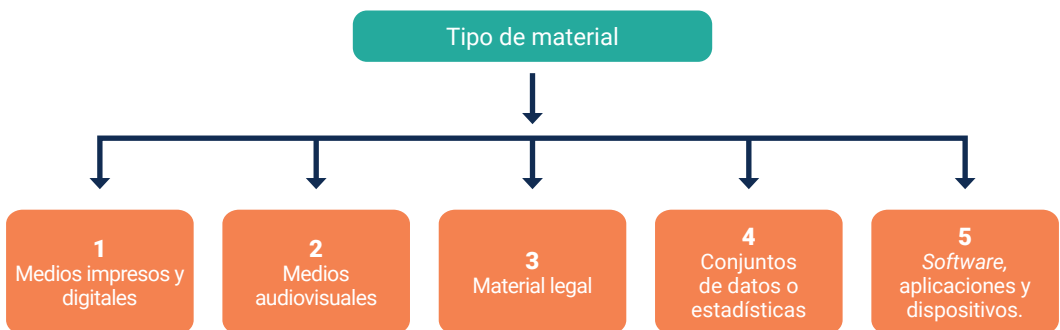 Tipo de material
1
Medios impresos y
digitales
2
Medios
audiovisuales
3
Material legal
4
Conjuntos
de datos o
estadísticas
5
Software,
aplicaciones y
dispositivos.